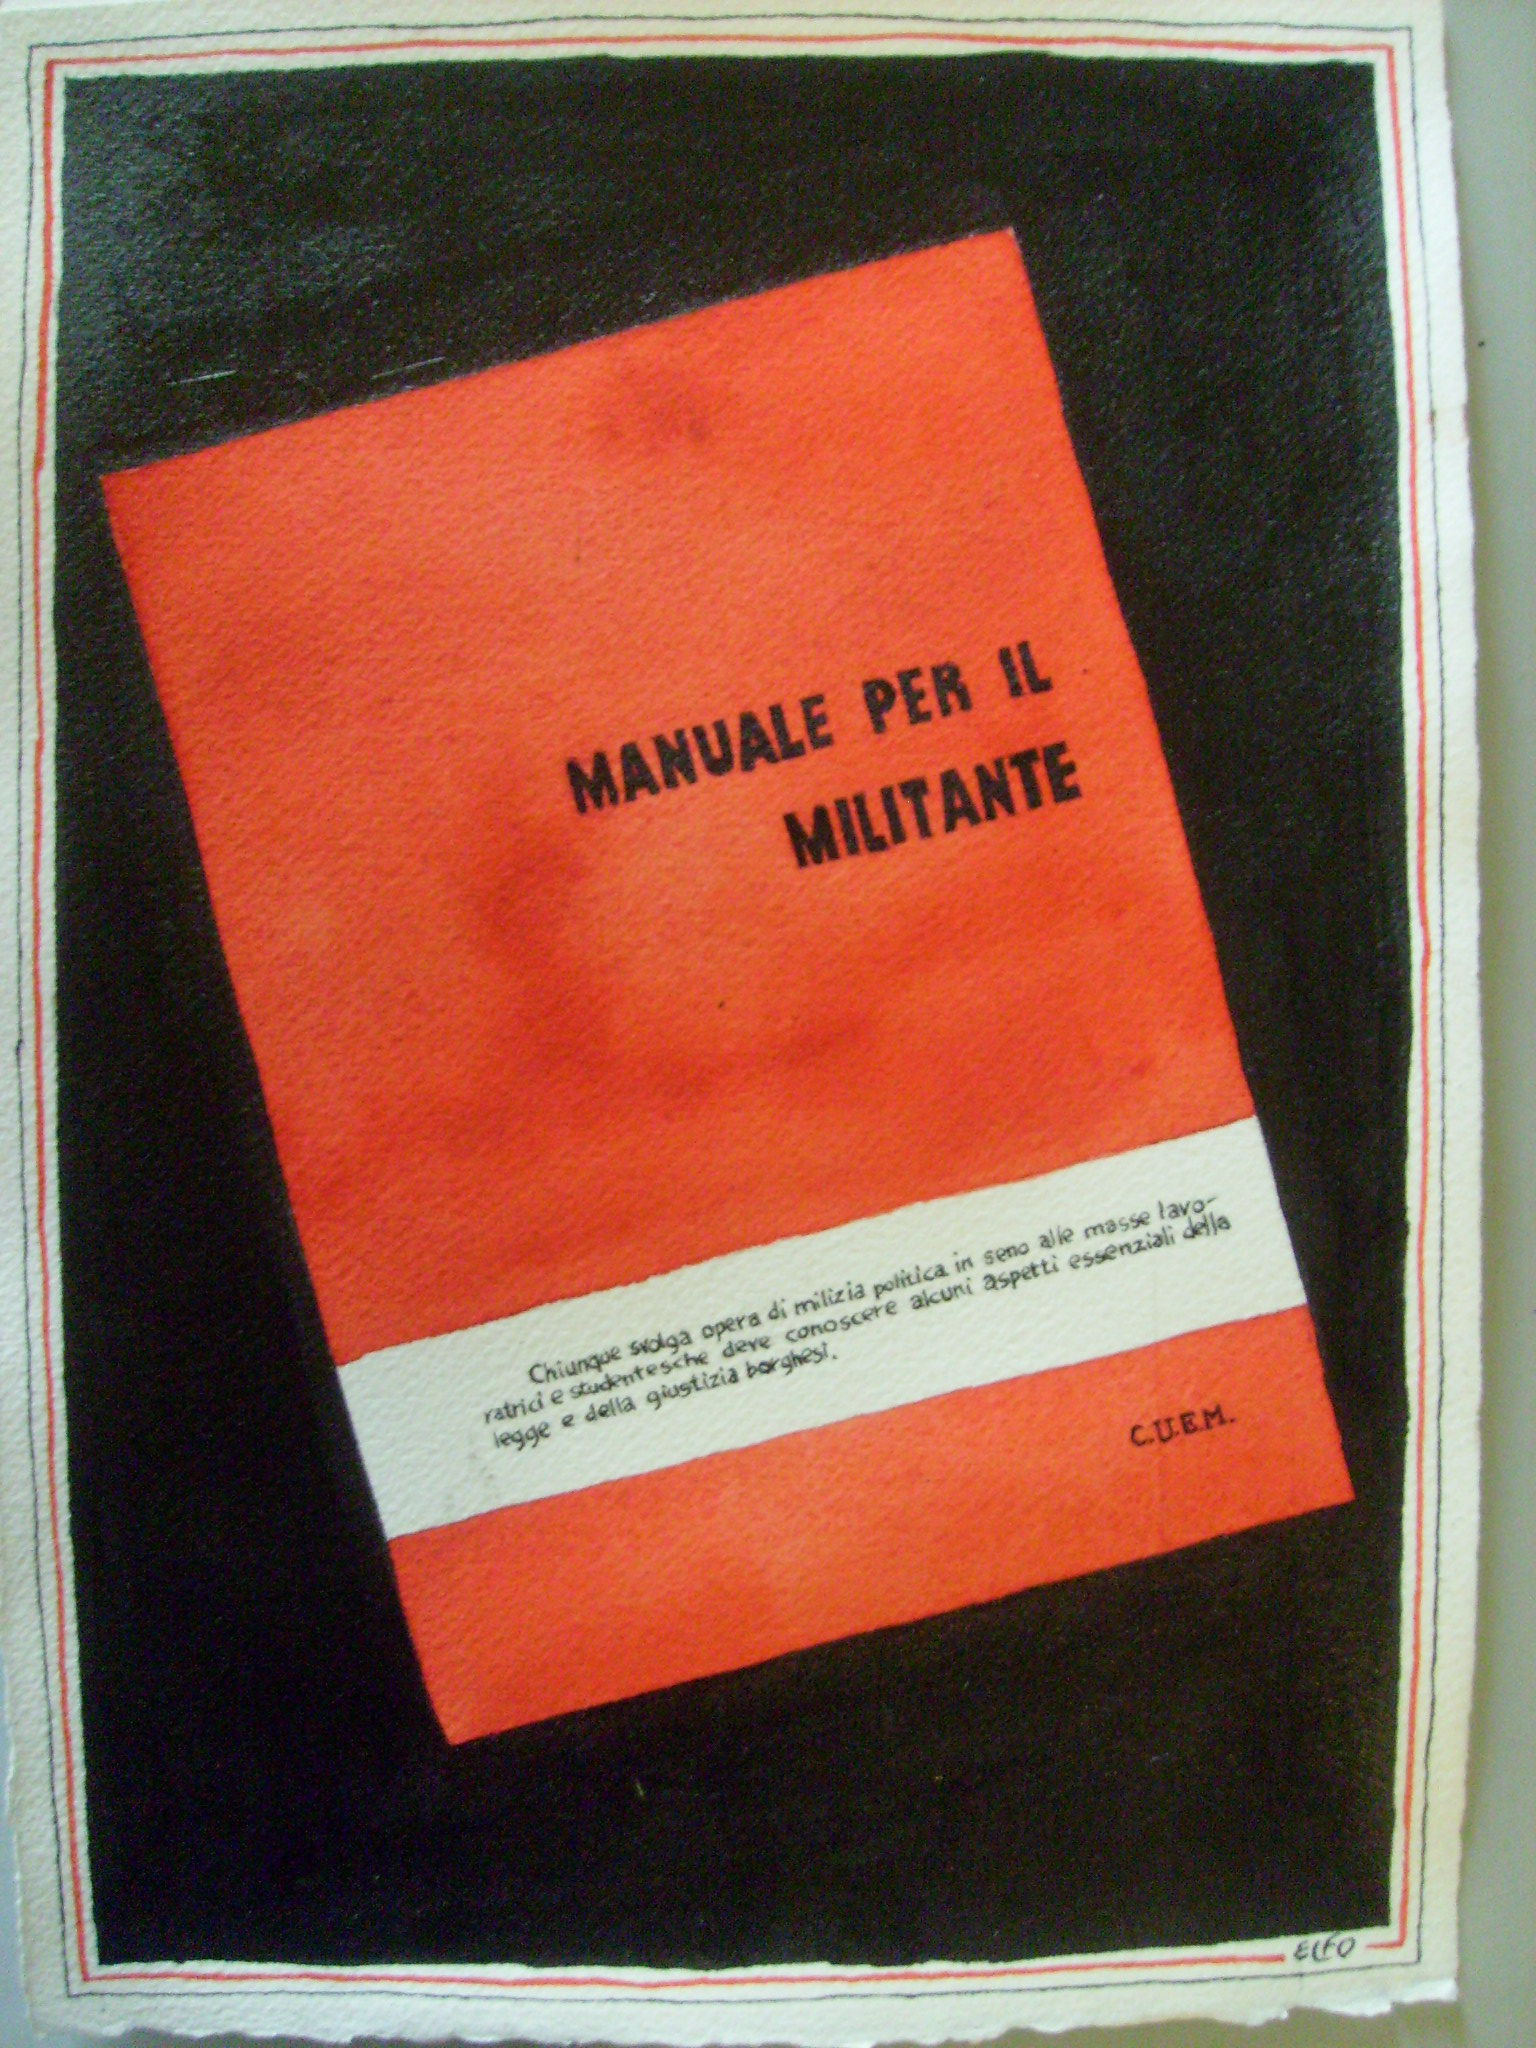 MANUALE PER IL
MILITANTE
Chiunque svolga opera di milizia politica in seno alle masse lavo-
ratrici e studentesche deve conoscere alcuni aspetti essenziali della
legge e della giustizia borghesi.
C.U.E.M.
ELFO